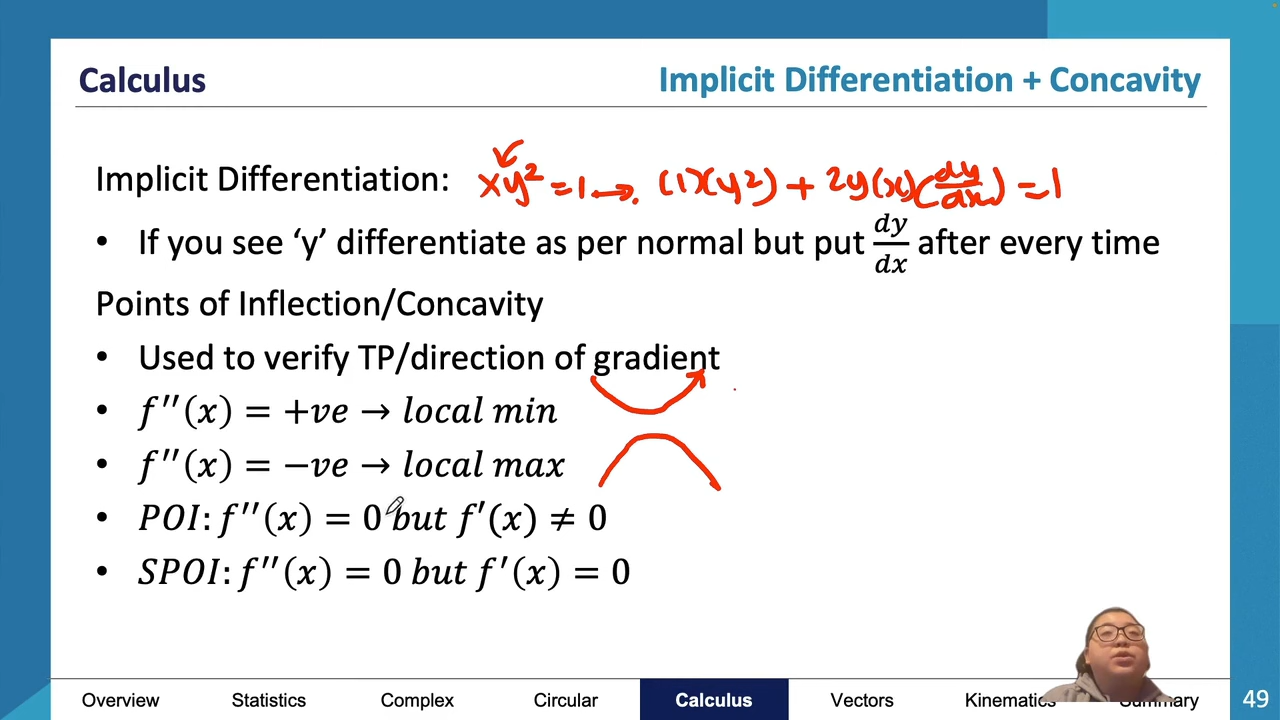 Calculus
Implicit Differentiation + Concavity
Implicit Differentiation: xy² = 1 → (1)(y²) + 2y(x)(dy/dx) = 1
• If you see ‘y’ differentiate as per normal but put dy/dx after every time
Points of Inflection/Concavity
• Used to verify TP/direction of gradient
• f′′(x) = +ve → local min
• f′′(x) = −ve → local max
• POI: f′′(x) = 0 but f′(x) ≠ 0
• SPOI: f′′(x) = 0 but f′(x) = 0
Overview Statistics Complex Circular Calculus Vectors Kinematics Summary 49